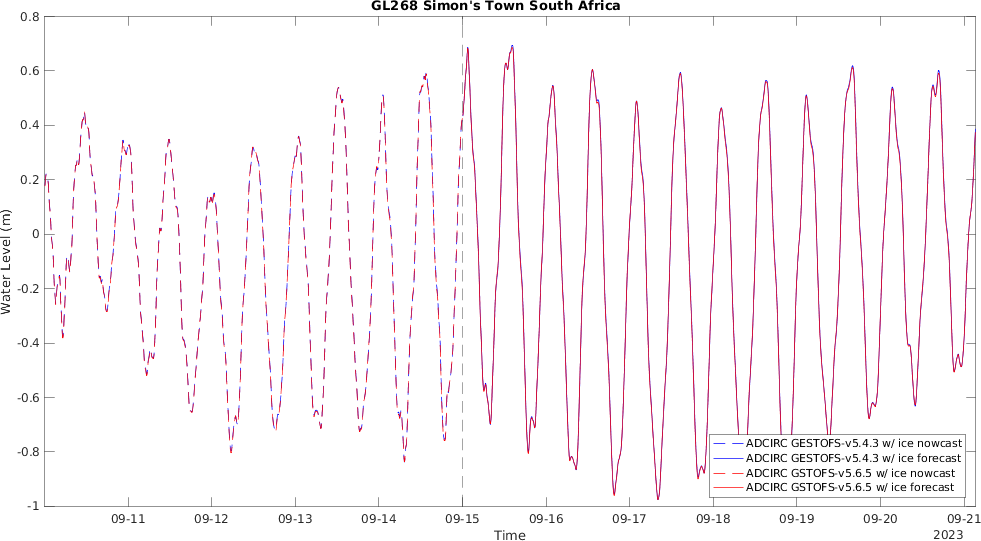 GL268 Simon's Town South Africa
0.8
0.6
0.4
0.2
0
-0.2
-0.4
-0.6
-0.8
-1
Water Level (m)
ADCIRC GESTOFS-v5.4.3 w/ ice nowcast
ADCIRC GESTOFS-v5.4.3 w/ ice forecast
ADCIRC GSTOFS-v5.6.5 w/ ice nowcast
ADCIRC GSTOFS-v5.6.5 w/ ice forecast
09-11 09-12 09-13 09-14 09-15 09-16 09-17 09-18 09-19 09-20 09-21
Time
2023